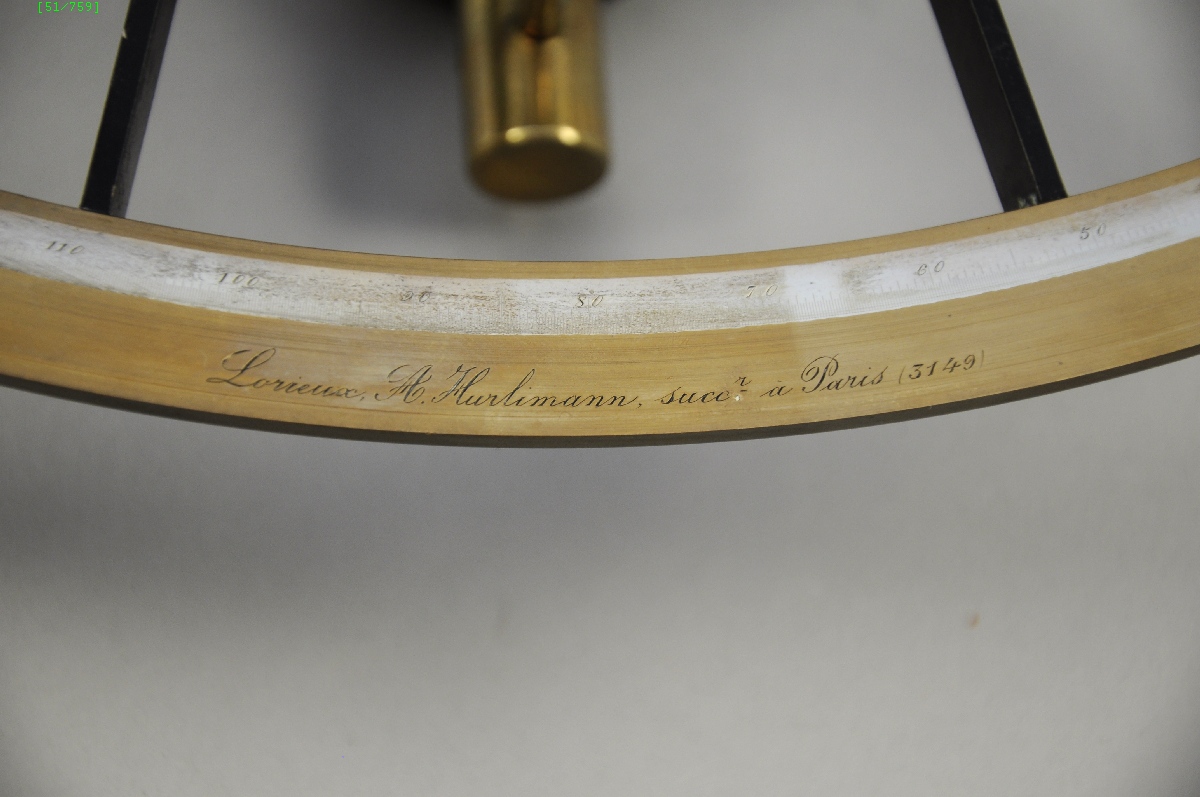 [51/759]
110 100 90 80 70 60 50
Lorieux, A. Hurlimann, succr à Paris (3149)